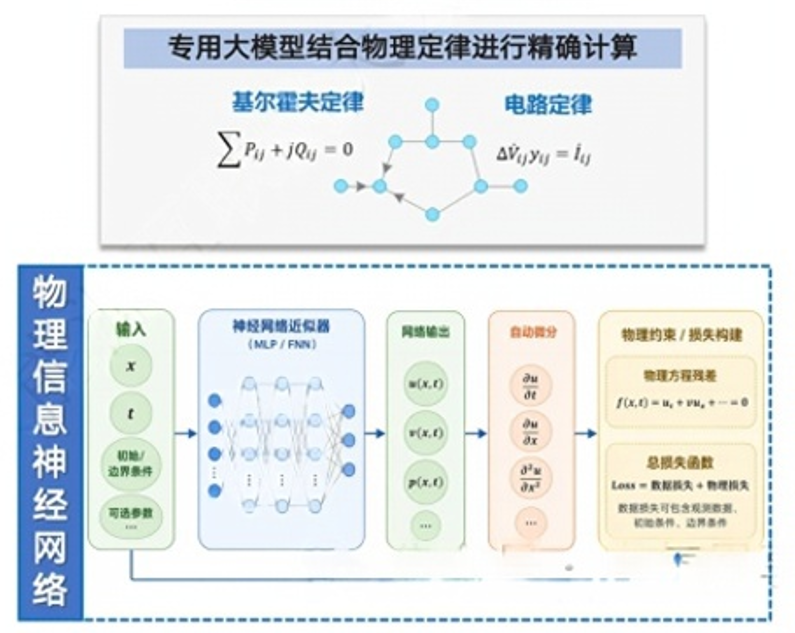 专用大模型结合物理定律进行精确计算
基尔霍夫定律
电路定律
∑ P_ij + jQ_ij = 0
ΔV̇_ij y_ij = İ_ij
物理信息神经网络
输入
x
t
初始/
边界条件
可选参数
...
神经网络近似器
(MLP / FNN)
网络输出
u(x,t)
v(x,t)
p(x,t)
...
自动微分
∂u/∂t
∂u/∂x
∂²u/∂x²
...
物理约束 / 损失构建
物理方程残差
f(x,t) = u_t + vu_x + ··· = 0
总损失函数
Loss = 数据损失 + 物理损失
数据损失可包含观测数据、
初始条件、边界条件